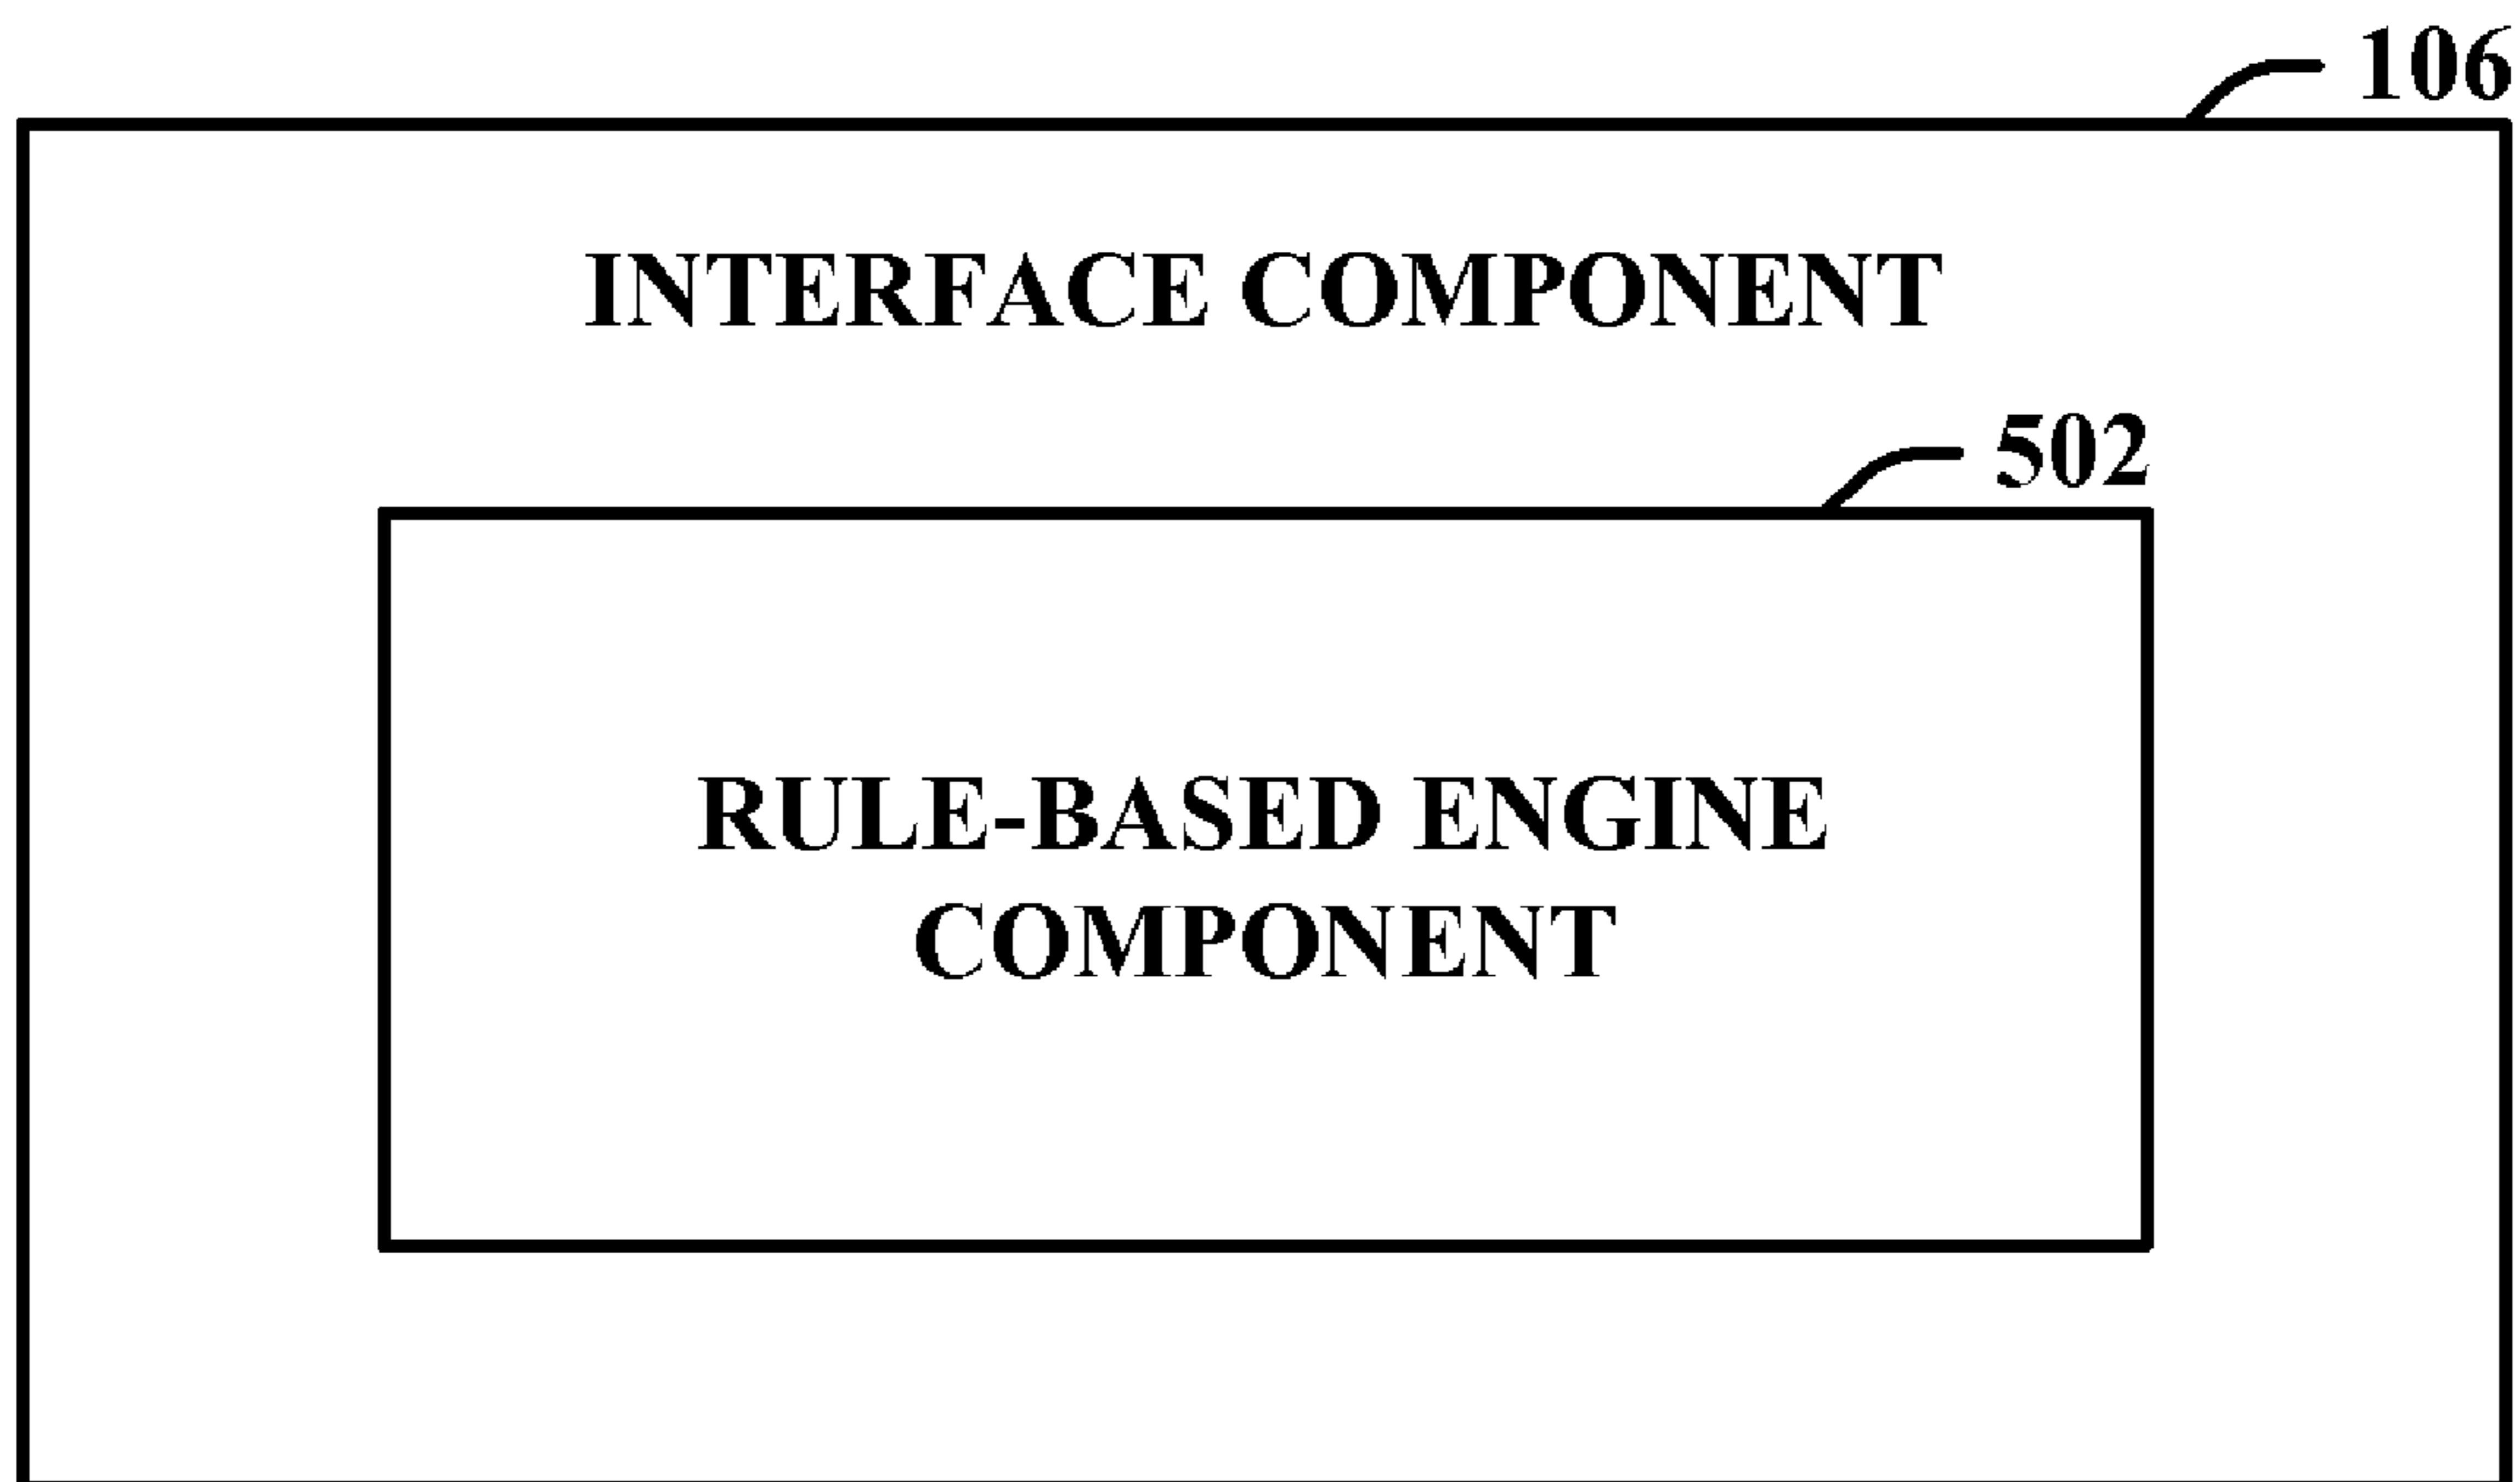 106
INTERFACE COMPONENT
502
RULE-BASED ENGINE
COMPONENT